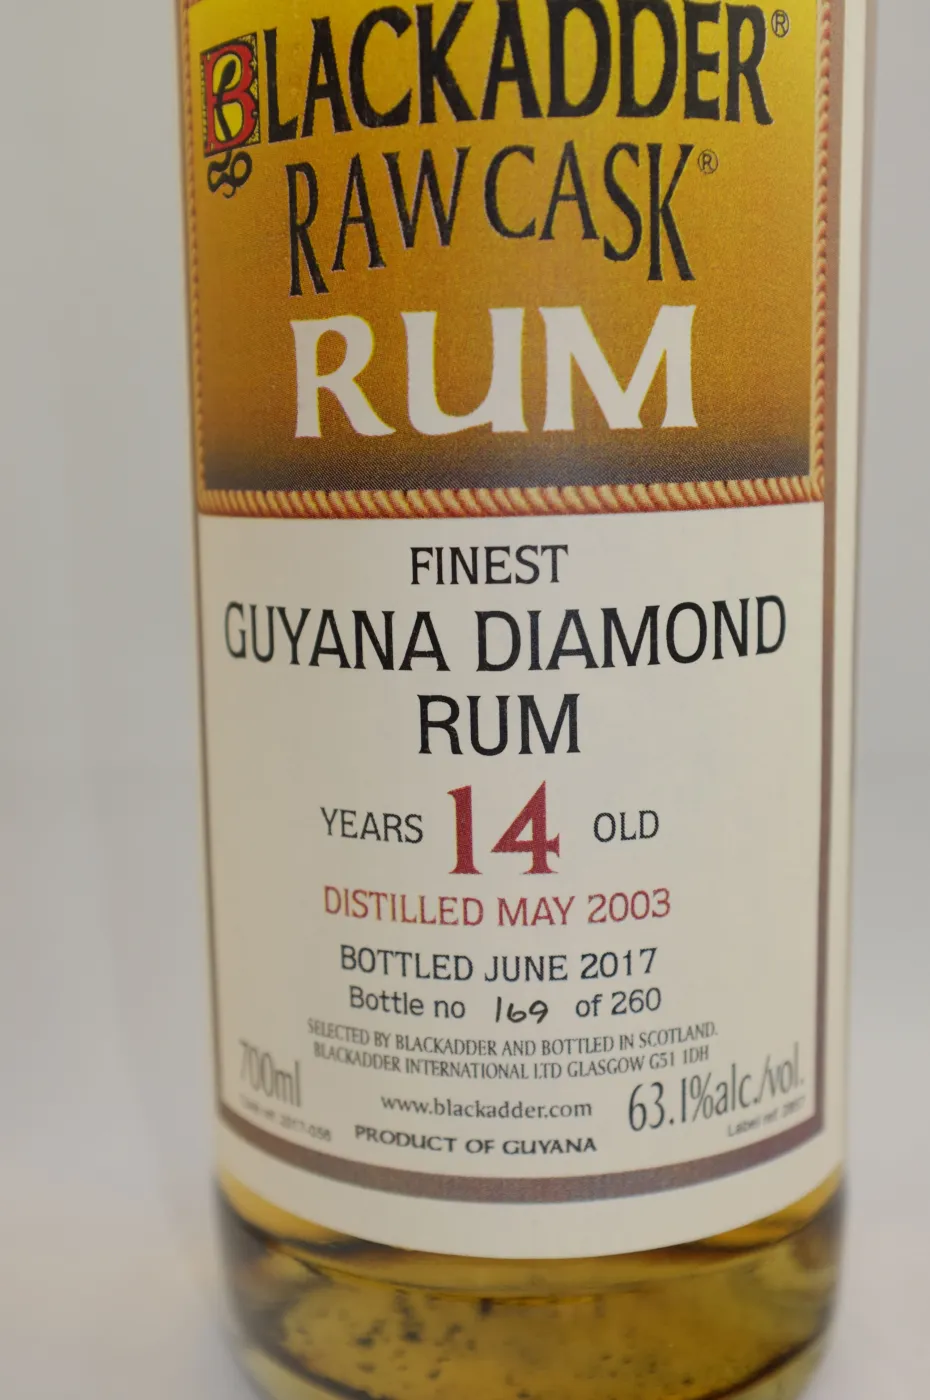 BLACKADDER®
RAW CASK®
RUM
FINEST
GUYANA DIAMOND
RUM
YEARS 14 OLD
DISTILLED MAY 2003
BOTTLED JUNE 2017
Bottle no 169 of 260
SELECTED BY BLACKADDER AND BOTTLED IN SCOTLAND.
BLACKADDER INTERNATIONAL LTD GLASGOW G51 1DH
700ml
www.blackadder.com
63.1%alc./vol.
PRODUCT OF GUYANA
Label ref